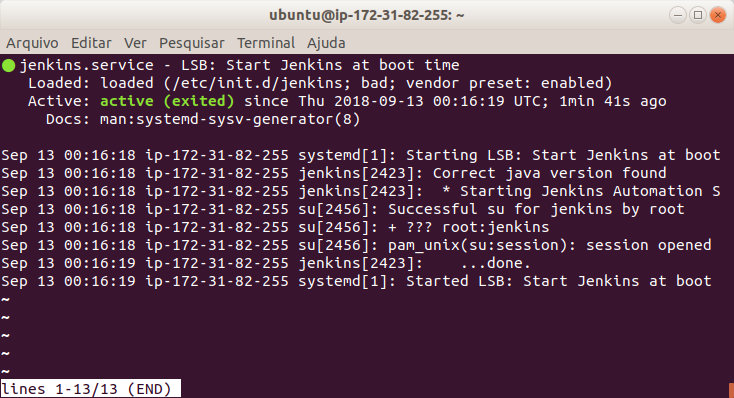 ubuntu@ip-172-31-82-255: ~
Arquivo Editar Ver Pesquisar Terminal Ajuda
● jenkins.service - LSB: Start Jenkins at boot time
   Loaded: loaded (/etc/init.d/jenkins; bad; vendor preset: enabled)
   Active: active (exited) since Thu 2018-09-13 00:16:19 UTC; 1min 41s ago
     Docs: man:systemd-sysv-generator(8)
Sep 13 00:16:18 ip-172-31-82-255 systemd[1]: Starting LSB: Start Jenkins at boot
Sep 13 00:16:18 ip-172-31-82-255 jenkins[2423]: Correct java version found
Sep 13 00:16:18 ip-172-31-82-255 jenkins[2423]:  * Starting Jenkins Automation S
Sep 13 00:16:18 ip-172-31-82-255 su[2456]: Successful su for jenkins by root
Sep 13 00:16:18 ip-172-31-82-255 su[2456]: + ??? root:jenkins
Sep 13 00:16:18 ip-172-31-82-255 su[2456]: pam_unix(su:session): session opened
Sep 13 00:16:19 ip-172-31-82-255 jenkins[2423]:    ...done.
Sep 13 00:16:19 ip-172-31-82-255 systemd[1]: Started LSB: Start Jenkins at boot
~
~
~
~
~
lines 1-13/13 (END)